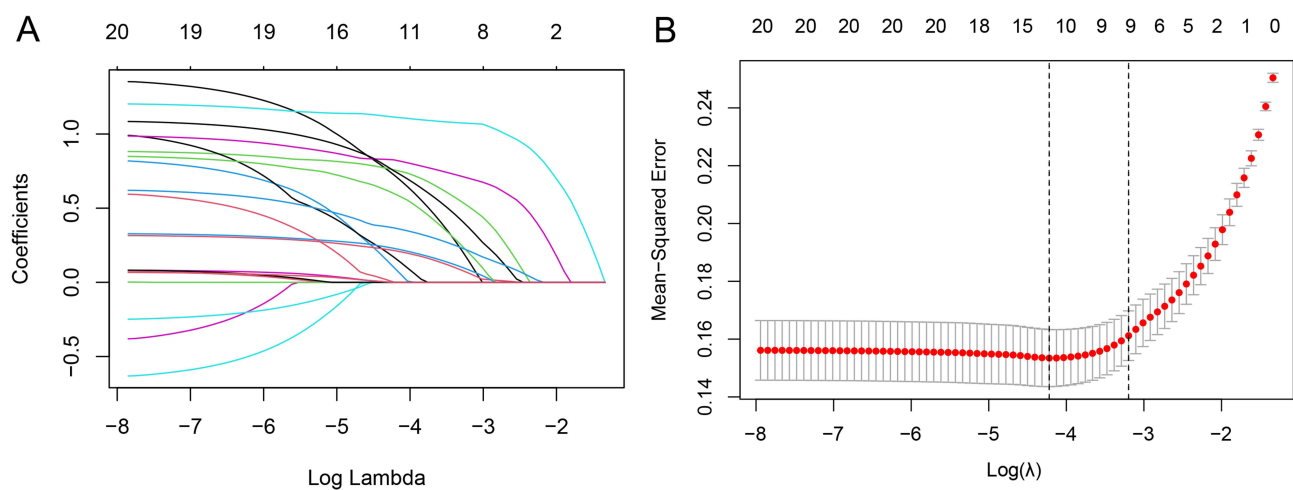 A
20 19 19 16 11 8 2
Coefficients
1.0
0.5
0.0
−0.5
−8 −7 −6 −5 −4 −3 −2
Log Lambda
B
20 20 20 20 20 18 15 10 9 9 6 5 2 1 0
Mean−Squared Error
0.24
0.22
0.20
0.18
0.16
0.14
−8 −7 −6 −5 −4 −3 −2
Log(λ)